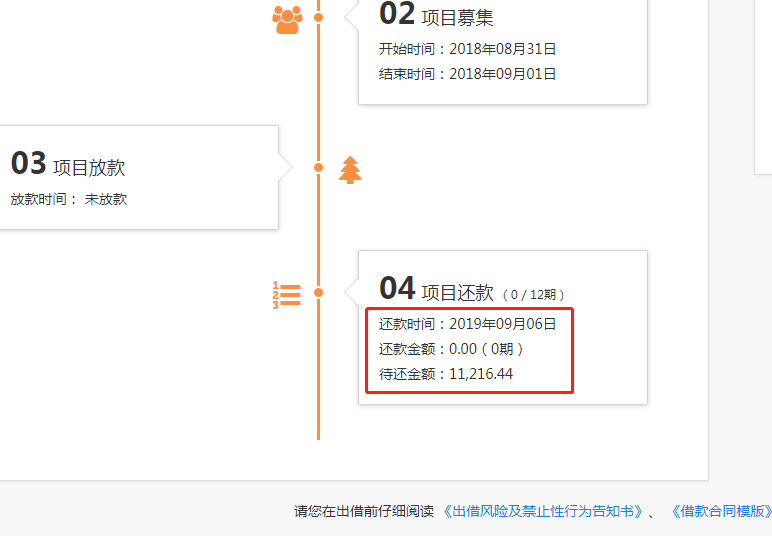 02 项目募集
开始时间：2018年08月31日
结束时间：2018年09月01日
03 项目放款
放款时间： 未放款
1
2
3
04 项目还款 （ 0 / 12期 ）
还款时间：2019年09月06日
还款金额：0.00（ 0期 ）
待还金额：11,216.44
请您在出借前仔细阅读 《出借风险及禁止性行为告知书》、 《借款合同模版》